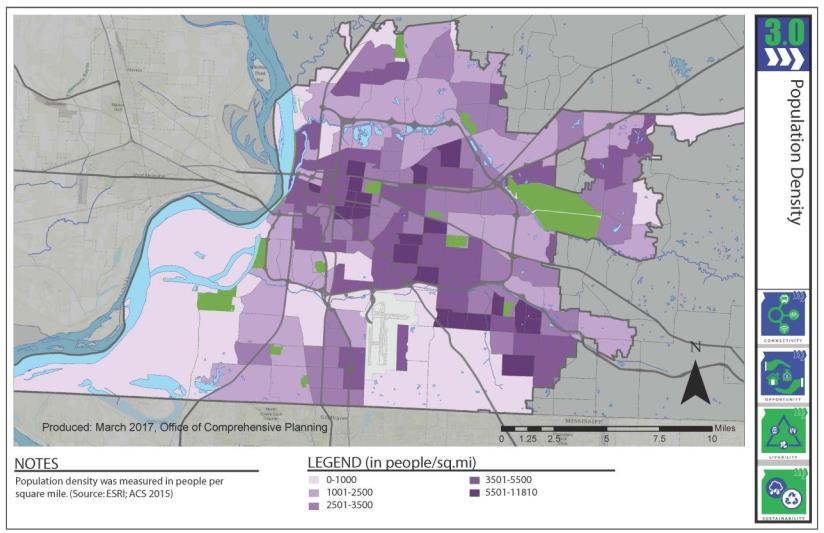 3.0
Population Density
N
MISSISSIPPI
Produced: March 2017, Office of Comprehensive Planning
Miles
0 1.25 2.5 5 7.5 10
CONNECTIVITY
OPPORTUNITY
LIVABILITY
SUSTAINABILITY
NOTES
Population density was measured in people per
square mile. (Source: ESRI; ACS 2015)
LEGEND (in people/sq.mi)
0-1000
1001-2500
2501-3500
3501-5500
5501-11810